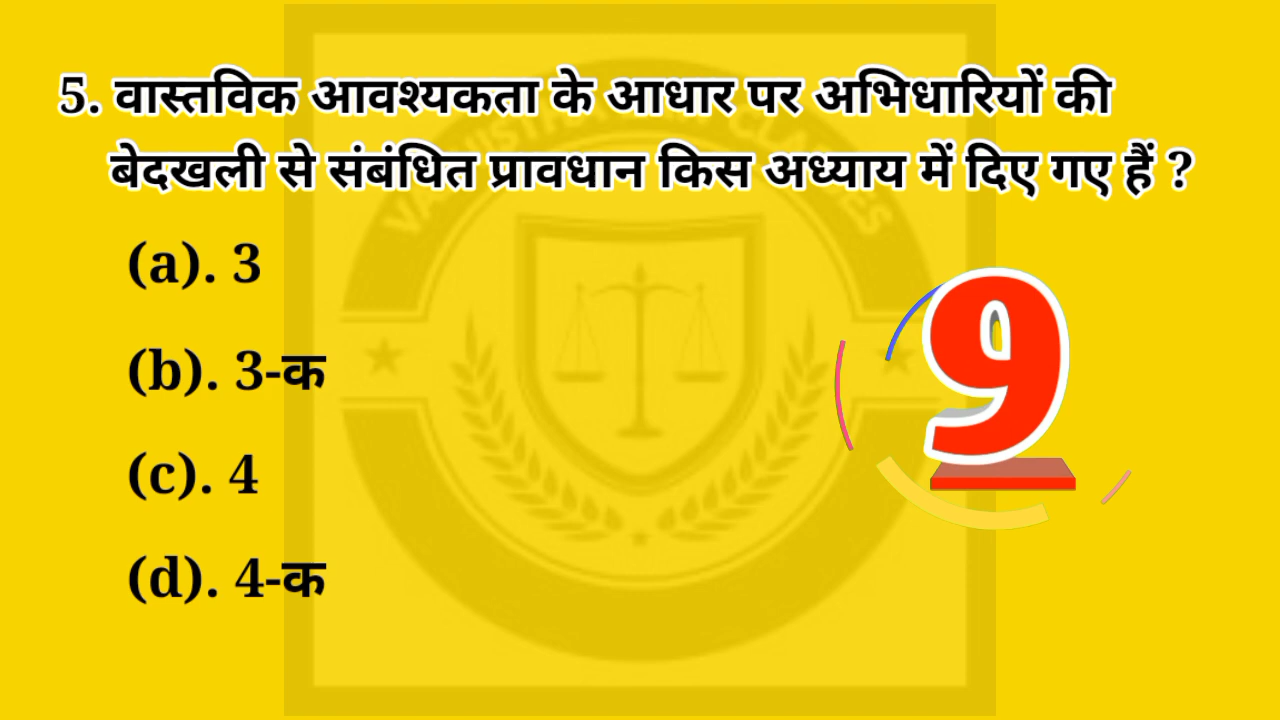 5. वास्तविक आवश्यकता के आधार पर अभिधारियों की
बेदखली से संबंधित प्रावधान किस अध्याय में दिए गए हैं ?
(a). 3
(b). 3-क
(c). 4
(d). 4-क
9